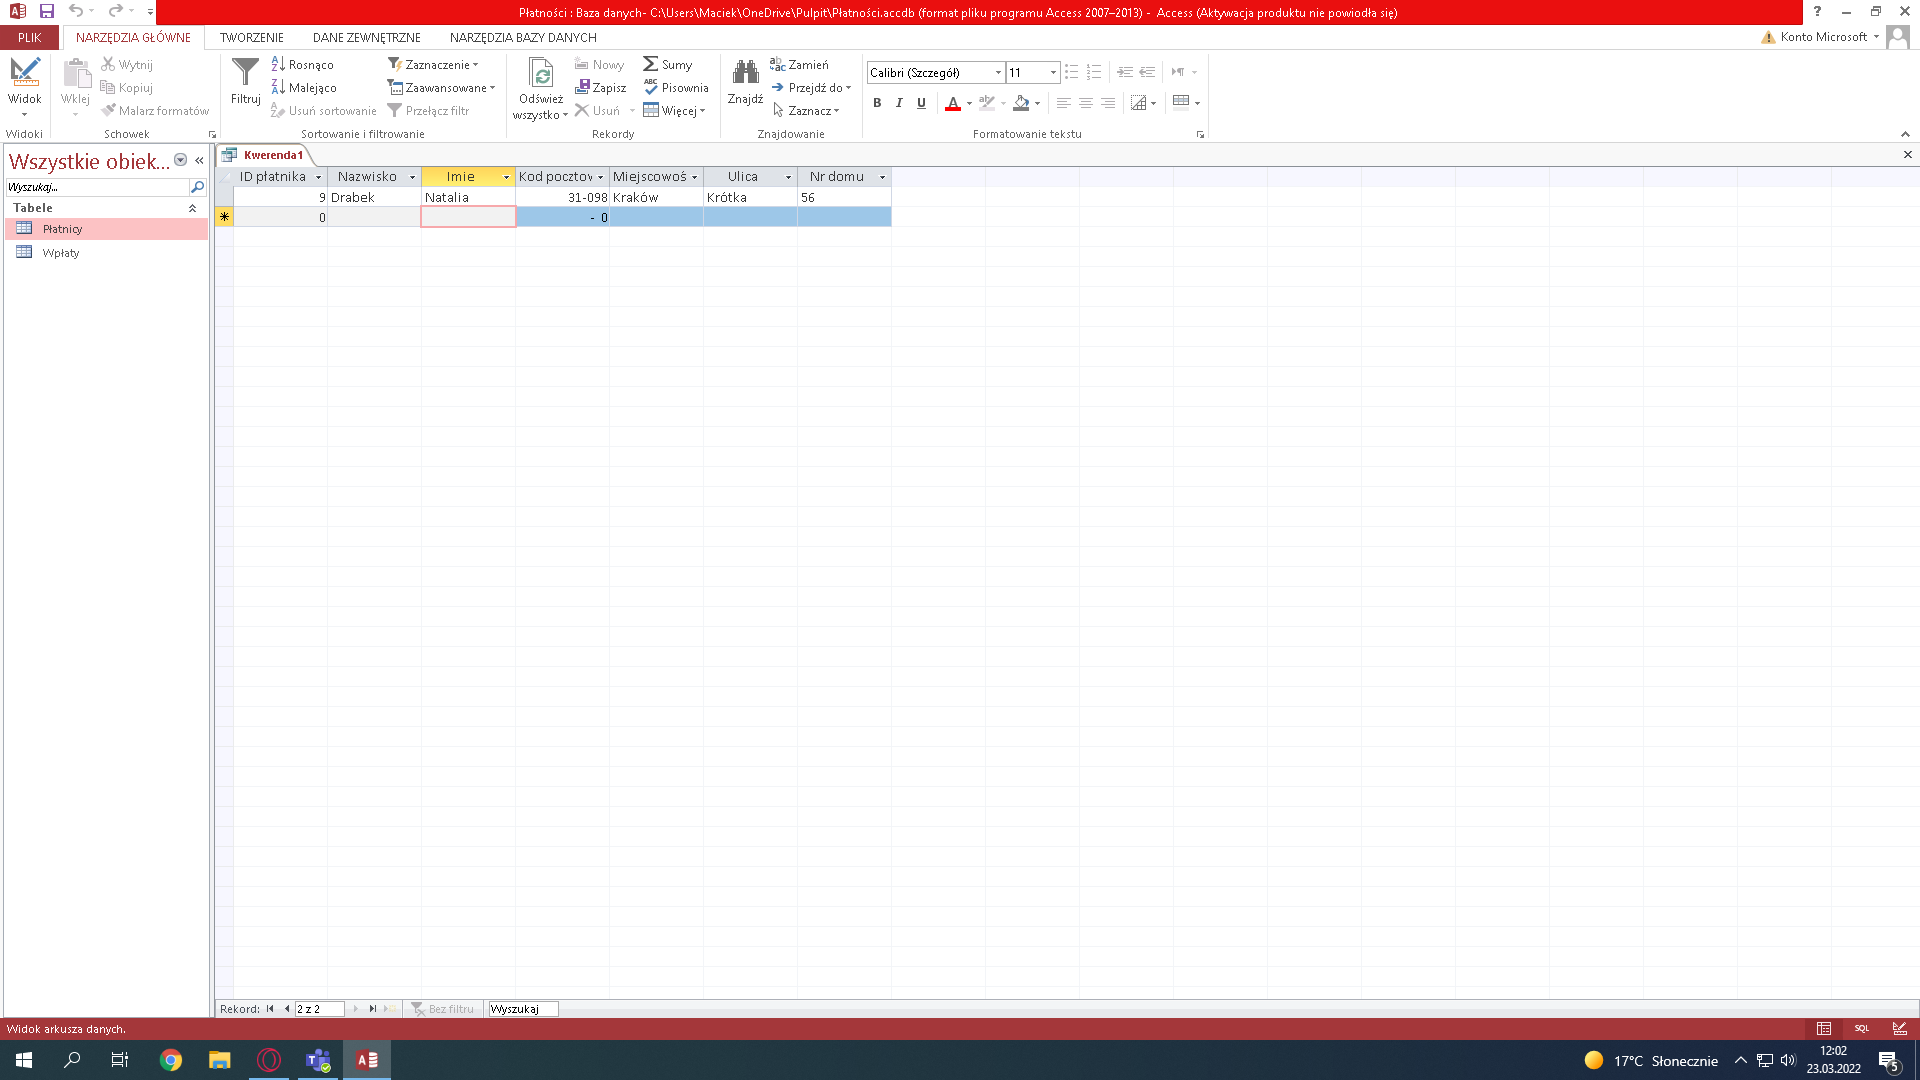 Płatności : Baza danych- C:\Users\Maciek\OneDrive\Pulpit\Płatności.accdb (format pliku programu Access 2007–2013) - Access (Aktywacja produktu nie powiodła się)
?
PLIK NARZĘDZIA GŁÓWNE TWORZENIE DANE ZEWNĘTRZNE NARZĘDZIA BAZY DANYCH Konto Microsoft
Widok
Widoki
Wklej
Wytnij
Kopiuj
Malarz formatów
Schowek
Filtruj
Rosnąco
Malejąco
Usuń sortowanie
Zaznaczenie
Zaawansowane
Przełącz filtr
Sortowanie i filtrowanie
Odśwież
wszystko
Nowy
Zapisz
Usuń
Sumy
Pisownia
Więcej
Rekordy
Znajdź
Zamień
Przejdź do
Zaznacz
Znajdowanie
Calibri (Szczegół) 11
B I U A
Formatowanie tekstu
Wszystkie obiek...
Wyszukaj...
Tabele
Płatnicy
Wpłaty
Kwerenda1
ID płatnika Nazwisko Imie Kod pocztov Miejscowoś Ulica Nr domu
9 Drabek Natalia 31-098 Kraków Krótka 56
0 - 0
Rekord: 2 z 2 Bez filtru Wyszukaj
Widok arkusza danych. SQL
17°C Słonecznie
12:02
23.03.2022
5